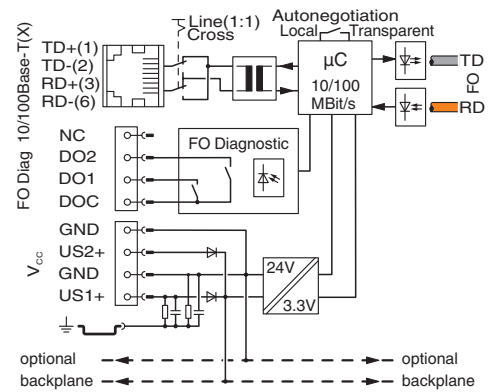 Autonegotiation
Line(1:1) Local Transparent
Cross
10/100Base-T(X)
TD+(1)
TD-(2)
RD+(3)
RD-(6)
µC
10/100
MBit/s
TD
FO
RD
FO Diag
NC
DO2
DO1
DOC
FO Diagnostic
VCC
GND
US2+
GND
US1+
24V
3.3V
optional optional
backplane backplane